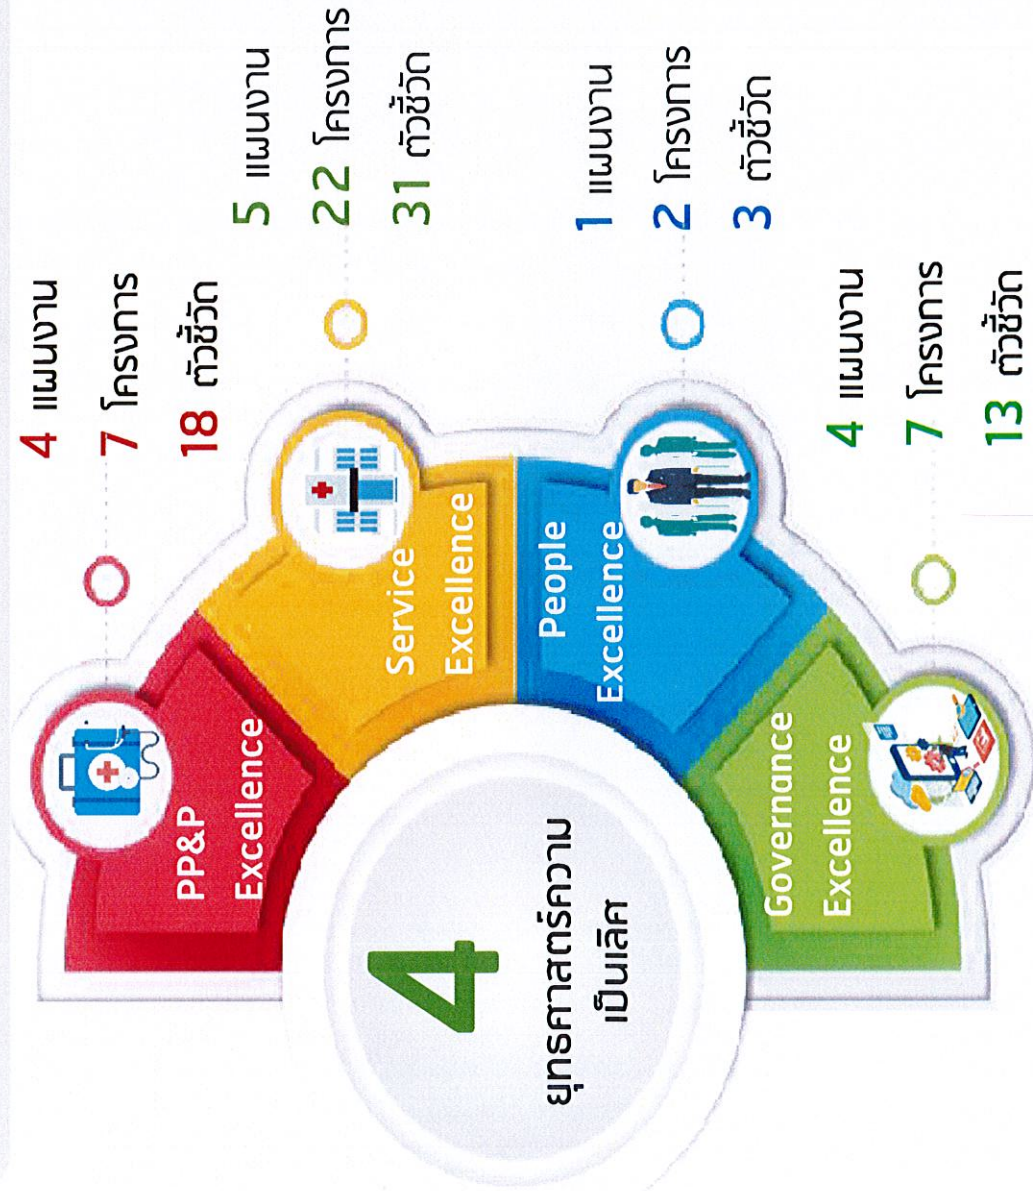 4
ยุทธศาสตร์ความ
เป็นเลิศ
PP&P
Excellence
4 แผนงาน
7 โครงการ
18 ตัวชี้วัด
Service
Excellence
5 แผนงาน
22 โครงการ
31 ตัวชี้วัด
People
Excellence
1 แผนงาน
2 โครงการ
3 ตัวชี้วัด
Governance
Excellence
4 แผนงาน
7 โครงการ
13 ตัวชี้วัด